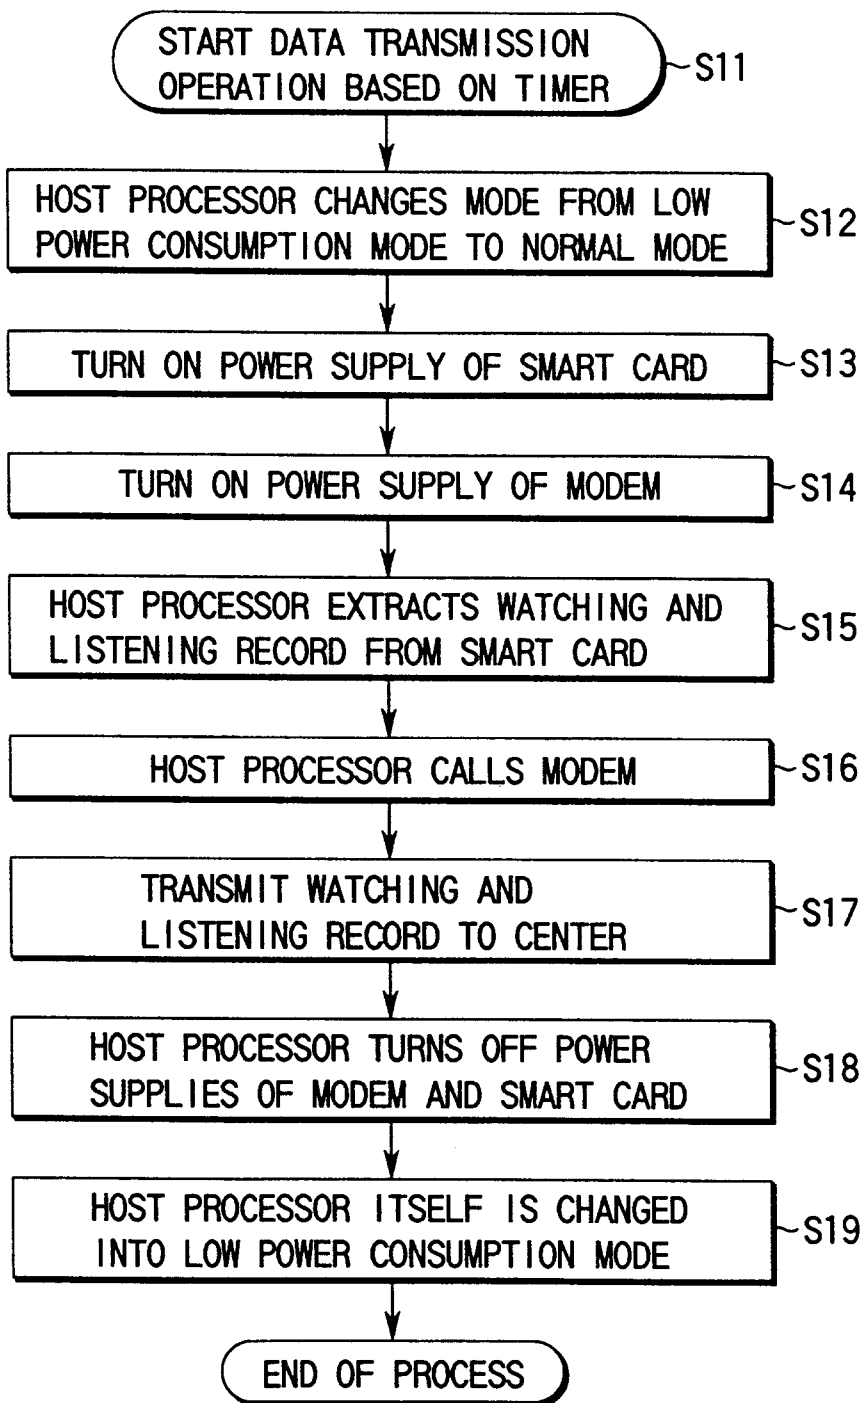 START DATA TRANSMISSION
OPERATION BASED ON TIMER
S11
HOST PROCESSOR CHANGES MODE FROM LOW
POWER CONSUMPTION MODE TO NORMAL MODE
S12
TURN ON POWER SUPPLY OF SMART CARD
S13
TURN ON POWER SUPPLY OF MODEM
S14
HOST PROCESSOR EXTRACTS WATCHING AND
LISTENING RECORD FROM SMART CARD
S15
HOST PROCESSOR CALLS MODEM
S16
TRANSMIT WATCHING AND
LISTENING RECORD TO CENTER
S17
HOST PROCESSOR TURNS OFF POWER
SUPPLIES OF MODEM AND SMART CARD
S18
HOST PROCESSOR ITSELF IS CHANGED
INTO LOW POWER CONSUMPTION MODE
S19
END OF PROCESS